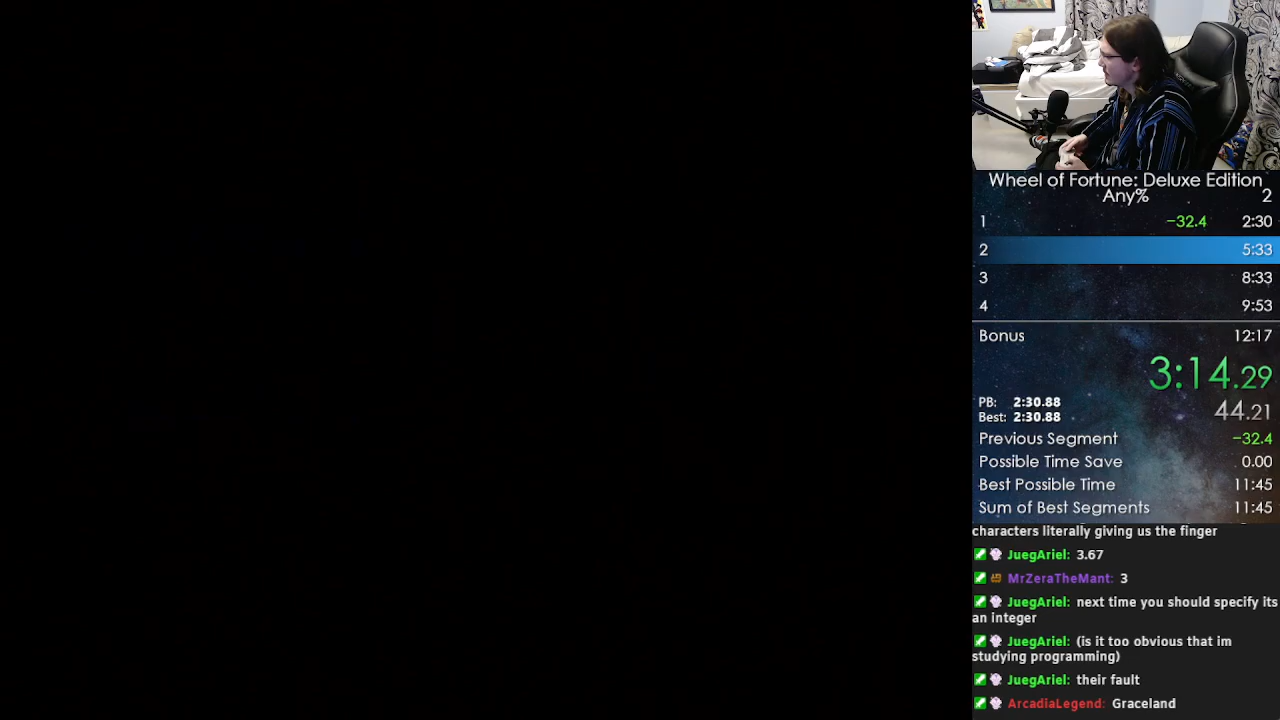 Wheel of Fortune: Deluxe Edition
Any% 2
1 -32.4 2:30
2 5:33
3 8:33
4 9:53
Bonus 12:17
3:14.29
PB: 2:30.88
Best: 2:30.88
44.21
Previous Segment -32.4
Possible Time Save 0.00
Best Possible Time 11:45
Sum of Best Segments 11:45
characters literally giving us the finger
JuegAriel: 3.67
MrZeraTheMant: 3
JuegAriel: next time you should specify its
an integer
JuegAriel: (is it too obvious that im
studying programming)
JuegAriel: their fault
ArcadiaLegend: Graceland